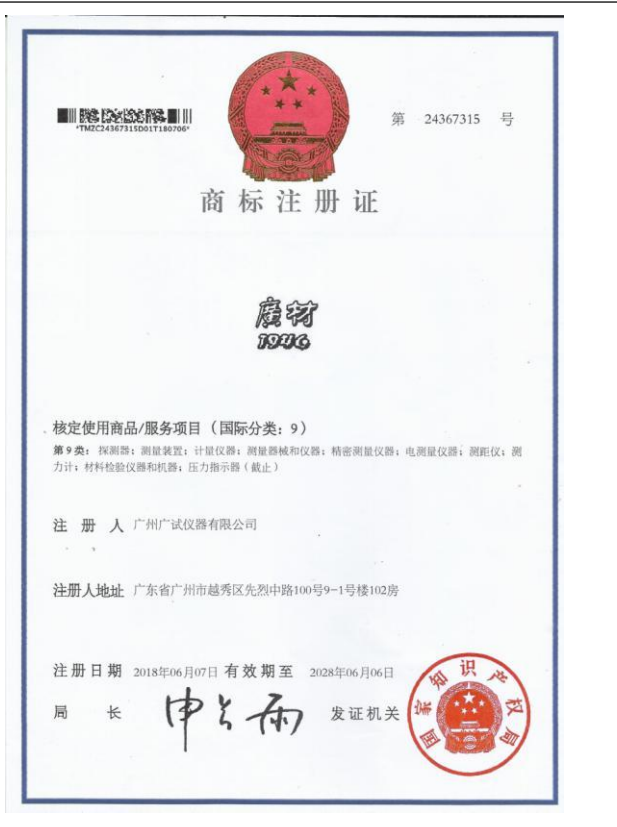 *TMZC24367315D01T180706*
第 24367315 号
商标注册证
廣材
1946
核定使用商品/服务项目（国际分类：9）
第9类：探测器；测量装置；计量仪器；测量器械和仪器；精密测量仪器；电测量仪器；测距仪；测
力计；材料检验仪器和机器；压力指示器（截止）
注 册 人 广州广试仪器有限公司
注册人地址 广东省广州市越秀区先烈中路100号9-1号楼102房
注册日期 2018年06月07日 有效期至 2028年06月06日
局 长 申长雨 发证机关
国家知识产权局